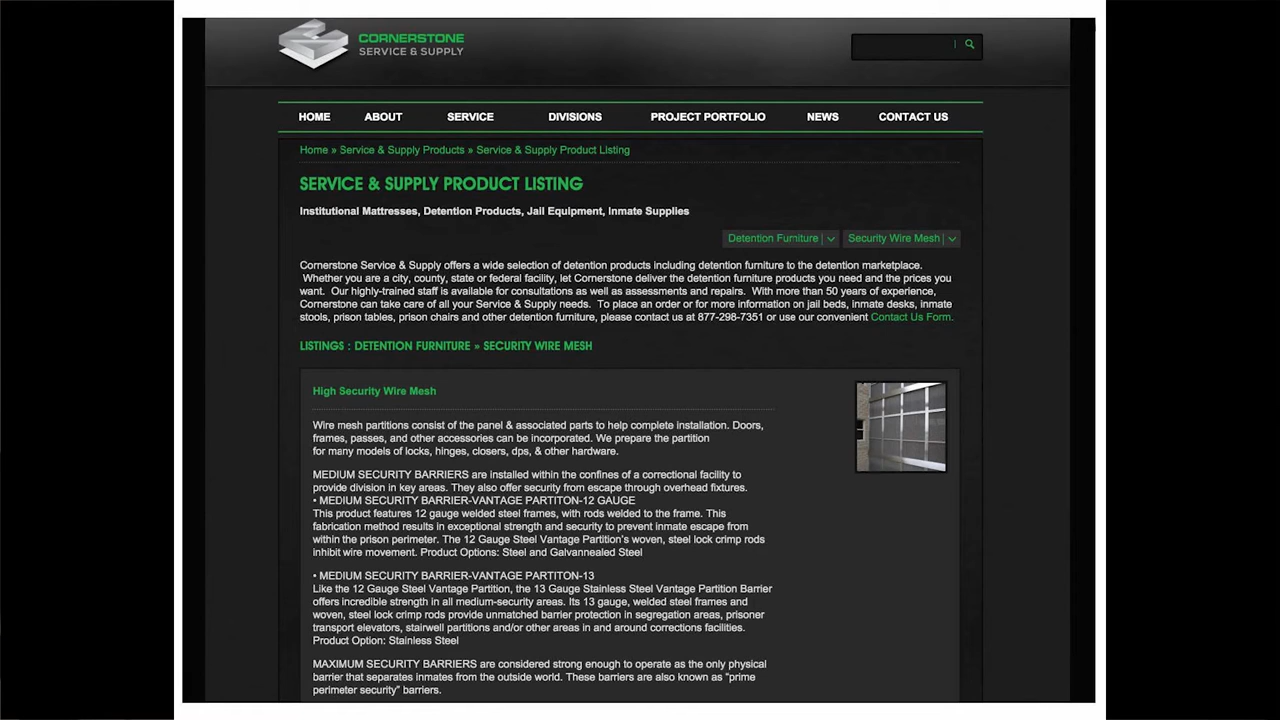 CORNERSTONE
SERVICE & SUPPLY
HOME ABOUT SERVICE DIVISIONS PROJECT PORTFOLIO NEWS CONTACT US
Home » Service & Supply Products » Service & Supply Product Listing
SERVICE & SUPPLY PRODUCT LISTING
Institutional Mattresses, Detention Products, Jail Equipment, Inmate Supplies
Detention Furniture Security Wire Mesh
Cornerstone Service & Supply offers a wide selection of detention products including detention furniture to the detention marketplace.
Whether you are a city, county, state or federal facility, let Cornerstone deliver the detention furniture products you need and the prices you
want. Our highly-trained staff is available for consultations as well as assessments and repairs. With more than 50 years of experience,
Cornerstone can take care of all your Service & Supply needs. To place an order or for more information on jail beds, inmate desks, inmate
stools, prison tables, prison chairs and other detention furniture, please contact us at 877-298-7351 or use our convenient Contact Us Form.
LISTINGS : DETENTION FURNITURE » SECURITY WIRE MESH
High Security Wire Mesh
Wire mesh partitions consist of the panel & associated parts to help complete installation. Doors,
frames, passes, and other accessories can be incorporated. We prepare the partition
for many models of locks, hinges, closers, dps, & other hardware.
MEDIUM SECURITY BARRIERS are installed within the confines of a correctional facility to
provide division in key areas. They also offer security from escape through overhead fixtures.
• MEDIUM SECURITY BARRIER-VANTAGE PARTITON-12 GAUGE
This product features 12 gauge welded steel frames, with rods welded to the frame. This
fabrication method results in exceptional strength and security to prevent inmate escape from
within the prison perimeter. The 12 Gauge Steel Vantage Partition's woven, steel lock crimp rods
inhibit wire movement. Product Options: Steel and Galvannealed Steel
• MEDIUM SECURITY BARRIER-VANTAGE PARTITON-13
Like the 12 Gauge Steel Vantage Partition, the 13 Gauge Stainless Steel Vantage Partition Barrier
offers incredible strength in all medium-security areas. Its 13 gauge, welded steel frames and
woven, steel lock crimp rods provide unmatched barrier protection in segregation areas, prisoner
transport elevators, stairwell partitions and/or other areas in and around corrections facilities.
Product Option: Stainless Steel
MAXIMUM SECURITY BARRIERS are considered strong enough to operate as the only physical
barrier that separates inmates from the outside world. These barriers are also known as "prime
perimeter security" barriers.